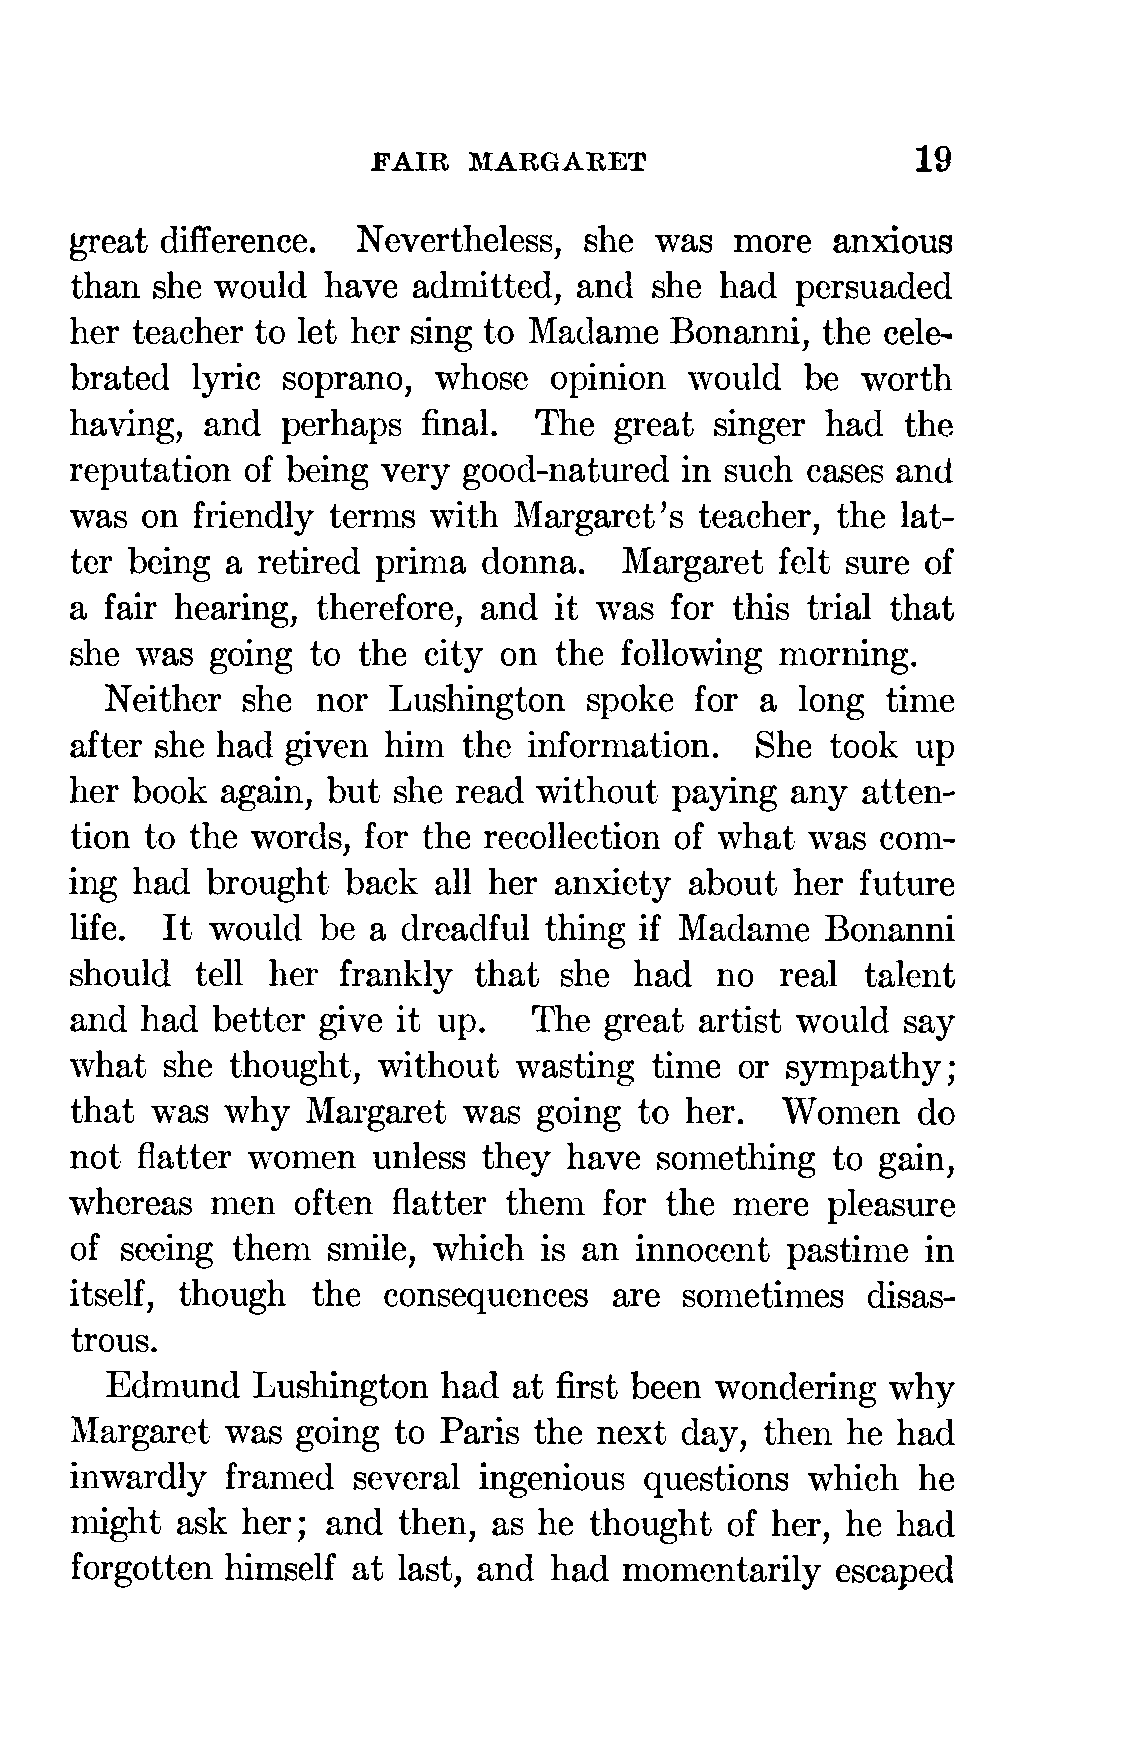 FAIR MARGARET 19
great difference. Nevertheless, she was more anxious
than she would have admitted, and she had persuaded
her teacher to let her sing to Madame Bonanni, the cele-
brated lyric soprano, whose opinion would be worth
having, and perhaps final. The great singer had the
reputation of being very good-natured in such cases and
was on friendly terms with Margaret's teacher, the lat-
ter being a retired prima donna. Margaret felt sure of
a fair hearing, therefore, and it was for this trial that
she was going to the city on the following morning.
Neither she nor Lushington spoke for a long time
after she had given him the information. She took up
her book again, but she read without paying any atten-
tion to the words, for the recollection of what was com-
ing had brought back all her anxiety about her future
life. It would be a dreadful thing if Madame Bonanni
should tell her frankly that she had no real talent
and had better give it up. The great artist would say
what she thought, without wasting time or sympathy;
that was why Margaret was going to her. Women do
not flatter women unless they have something to gain,
whereas men often flatter them for the mere pleasure
of seeing them smile, which is an innocent pastime in
itself, though the consequences are sometimes disas-
trous.
Edmund Lushington had at first been wondering why
Margaret was going to Paris the next day, then he had
inwardly framed several ingenious questions which he
might ask her; and then, as he thought of her, he had
forgotten himself at last, and had momentarily escaped